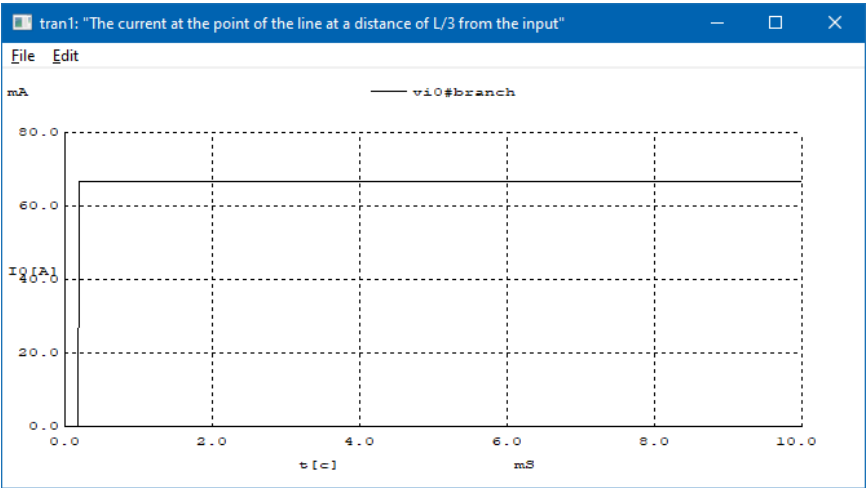 tran1: "The current at the point of the line at a distance of L/3 from the input"
File Edit
mA
vi0#branch
80.0
60.0
I0[A]
40.0
20.0
0.0
0.0 2.0 4.0 6.0 8.0 10.0
t[c] mS